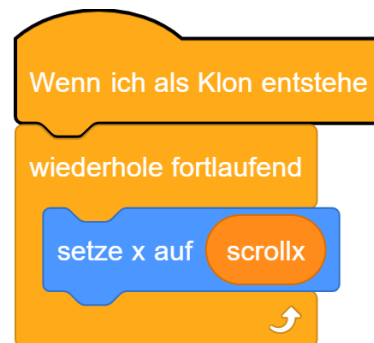 Wenn ich als Klon entstehe
wiederhole fortlaufend
setze x auf scrollx